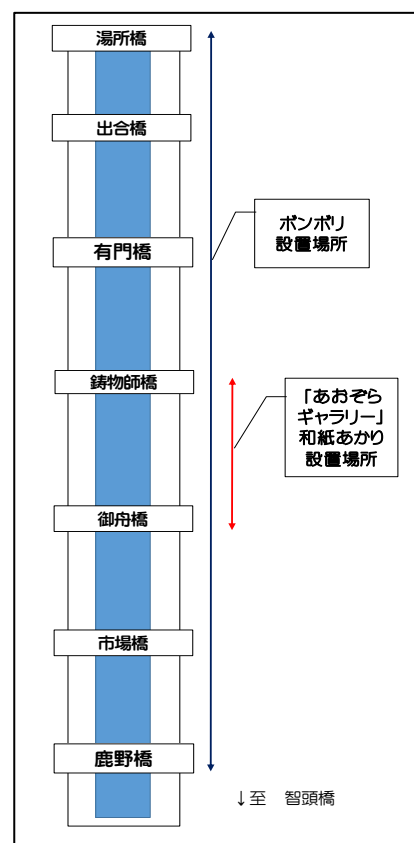 湯所橋
出合橋
有門橋
ボンボリ
設置場所
鋳物師橋
「あおぞら
ギャラリー」
和紙あかり
設置場所
御舟橋
市場橋
鹿野橋
↓至　智頭橋